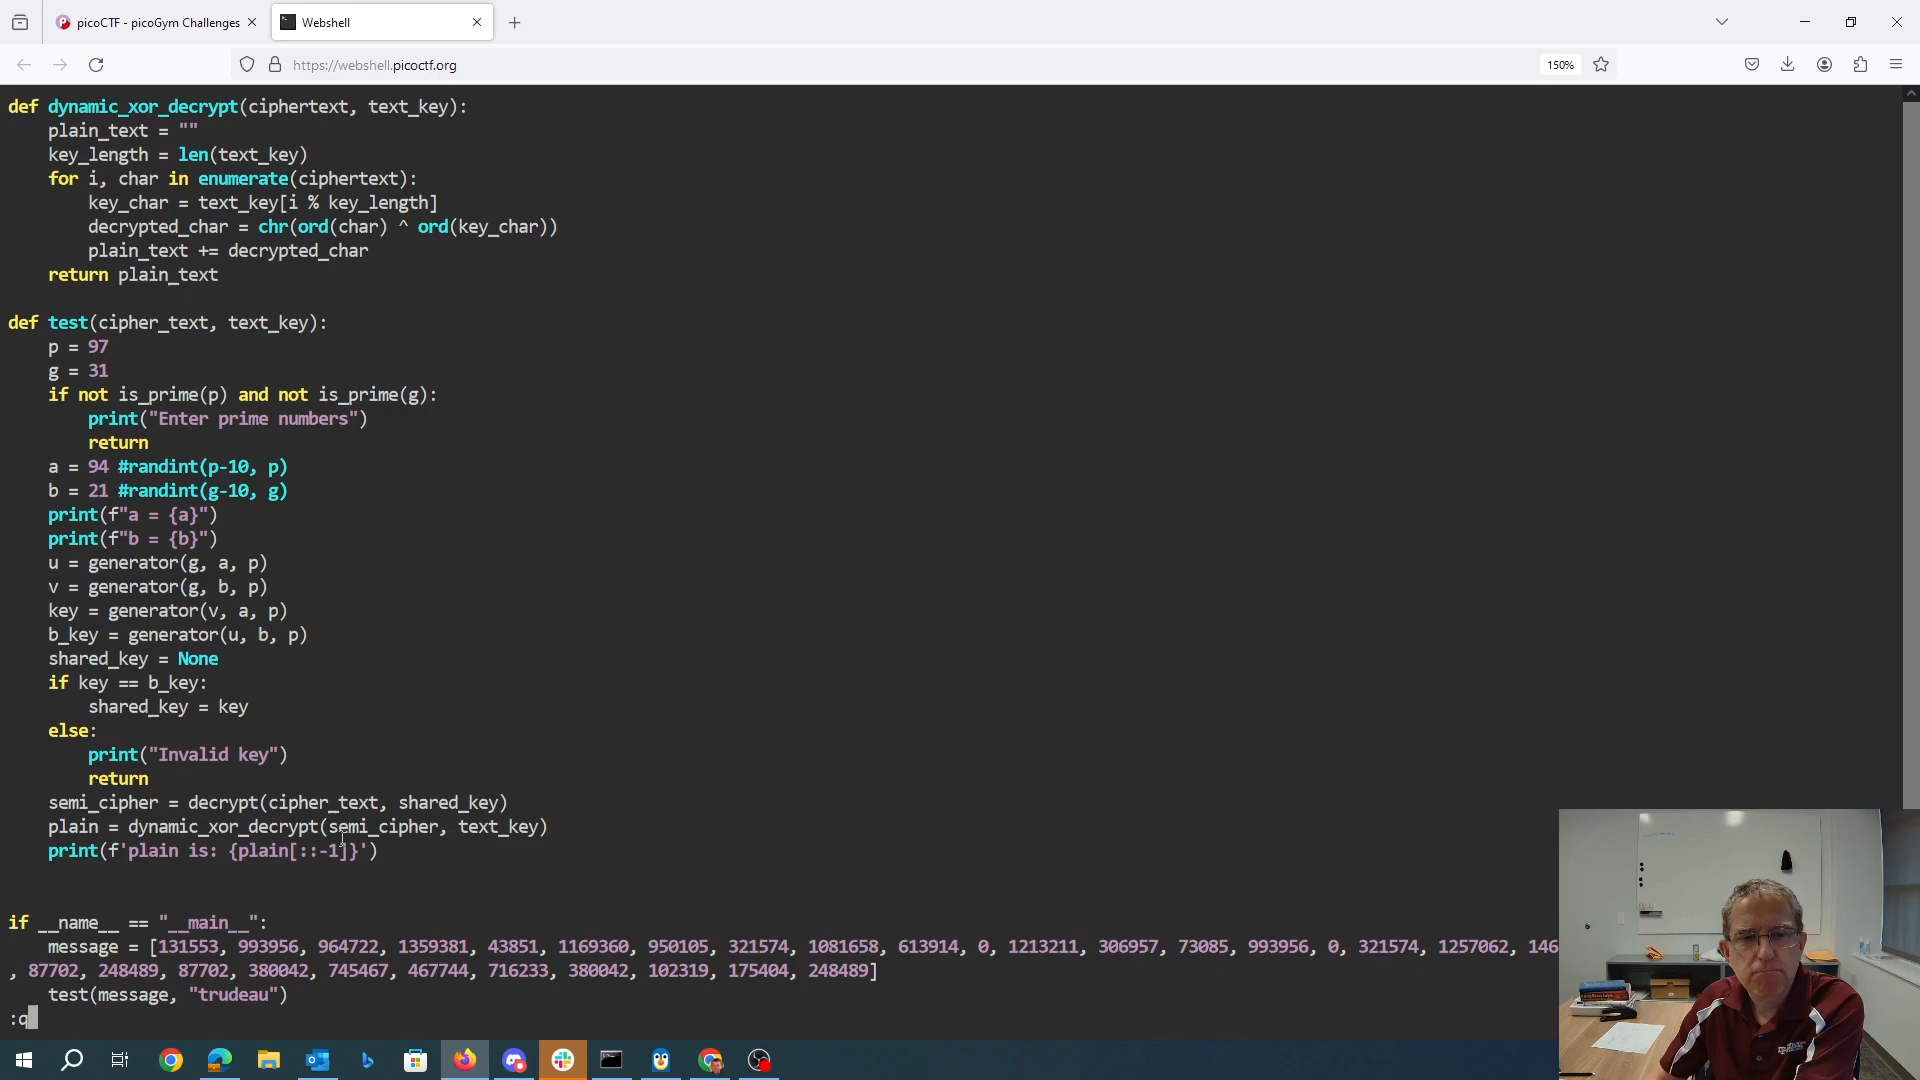 picoCTF - picoGym Challenges
Webshell
https://webshell.picoctf.org
150%
def dynamic_xor_decrypt(ciphertext, text_key):
plain_text = ""
key_length = len(text_key)
for i, char in enumerate(ciphertext):
key_char = text_key[i % key_length]
decrypted_char = chr(ord(char) ^ ord(key_char))
plain_text += decrypted_char
return plain_text
def test(cipher_text, text_key):
p = 97
g = 31
if not is_prime(p) and not is_prime(g):
print("Enter prime numbers")
return
a = 94 #randint(p-10, p)
b = 21 #randint(g-10, g)
print(f"a = {a}")
print(f"b = {b}")
u = generator(g, a, p)
v = generator(g, b, p)
key = generator(v, a, p)
b_key = generator(u, b, p)
shared_key = None
if key == b_key:
shared_key = key
else:
print("Invalid key")
return
semi_cipher = decrypt(cipher_text, shared_key)
plain = dynamic_xor_decrypt(semi_cipher, text_key)
print(f'plain is: {plain[::-1]}')
if __name__ == "__main__":
message = [131553, 993956, 964722, 1359381, 43851, 1169360, 950105, 321574, 1081658, 613914, 0, 1213211, 306957, 73085, 993956, 0, 321574, 1257062, 146
, 87702, 248489, 87702, 380042, 745467, 467744, 716233, 380042, 102319, 175404, 248489]
test(message, "trudeau")
:q